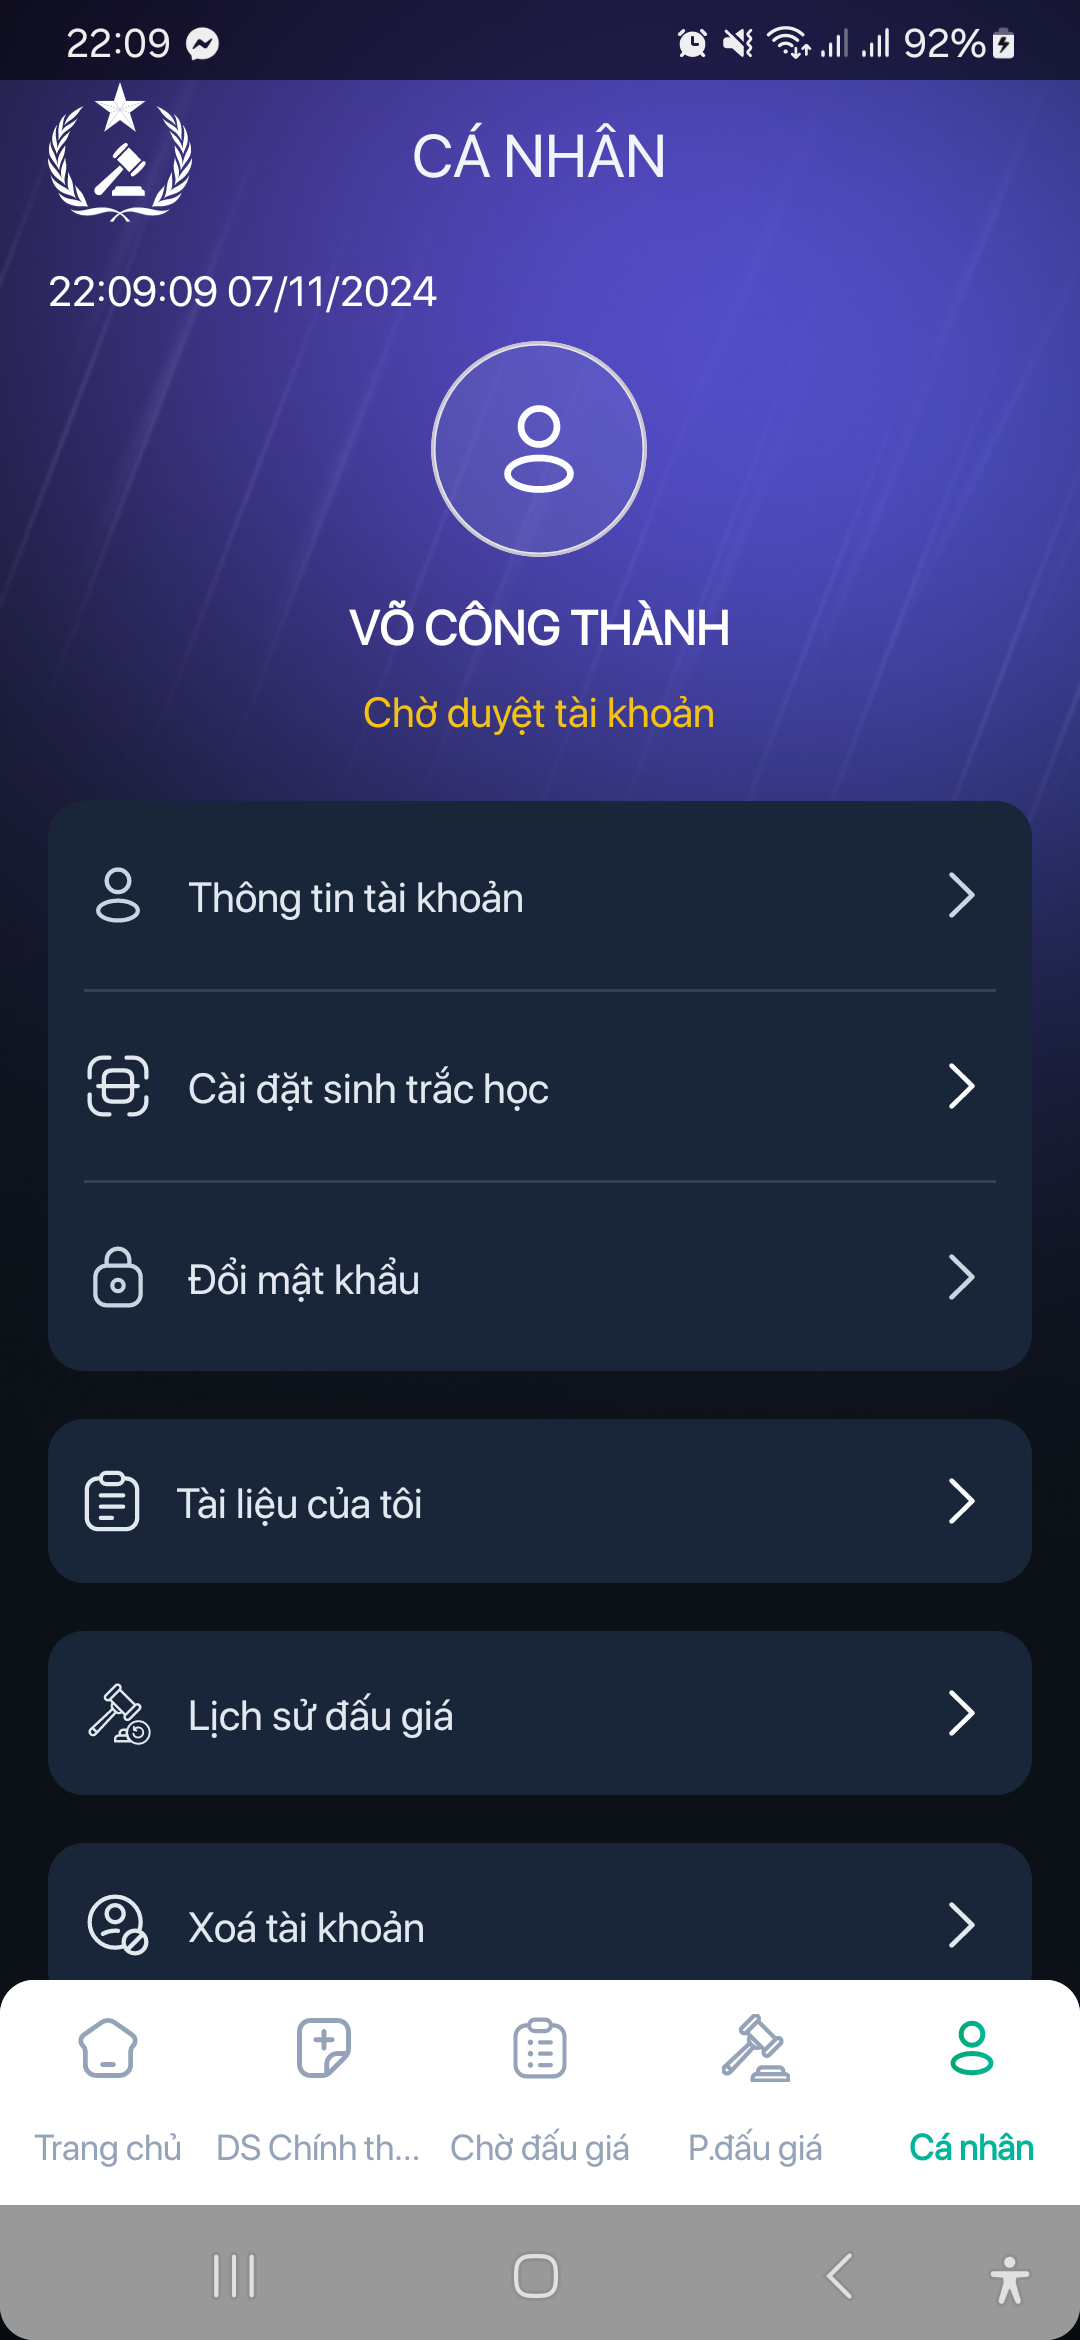 22:09
92%
CÁ NHÂN
22:09:09 07/11/2024
VÕ CÔNG THÀNH
Chờ duyệt tài khoản
Thông tin tài khoản
Cài đặt sinh trắc học
Đổi mật khẩu
Tài liệu của tôi
Lịch sử đấu giá
Xoá tài khoản
Trang chủ
DS Chính th...
Chờ đấu giá
P.đấu giá
Cá nhân